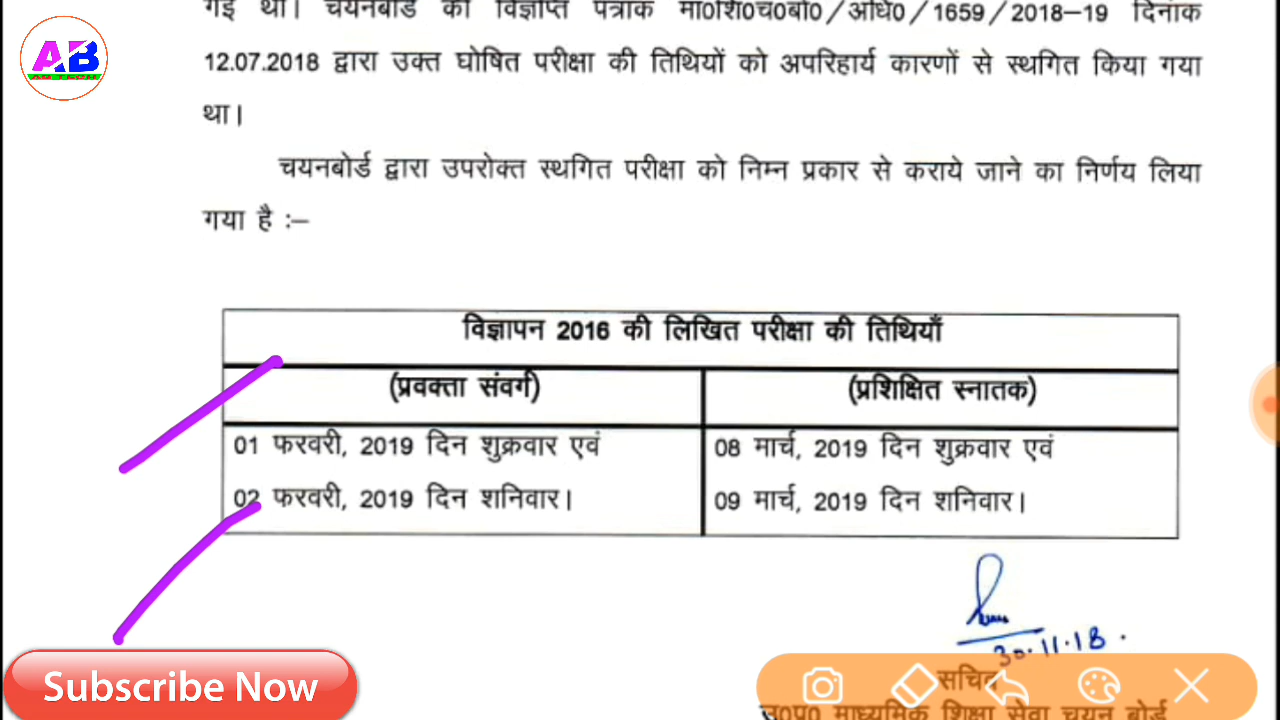 गई थी। चयनबोर्ड की विज्ञप्ति पत्रांक मा0शि0च0बो0/अधि0/1659/2018–19 दिनांक
AB
12.07.2018 द्वारा उक्त घोषित परीक्षा की तिथियों को अपरिहार्य कारणों से स्थगित किया गया
था।
चयनबोर्ड द्वारा उपरोक्त स्थगित परीक्षा को निम्न प्रकार से कराये जाने का निर्णय लिया
गया है :–
विज्ञापन 2016 की लिखित परीक्षा की तिथियाँ
(प्रवक्ता संवर्ग) (प्रशिक्षित स्नातक)
01 फरवरी, 2019 दिन शुक्रवार एवं 08 मार्च, 2019 दिन शुक्रवार एवं
02 फरवरी, 2019 दिन शनिवार। 09 मार्च, 2019 दिन शनिवार।
30.11.18
Subscribe Now
सचिव
उ0प्र0 माध्यमिक शिक्षा सेवा चयन बोर्ड